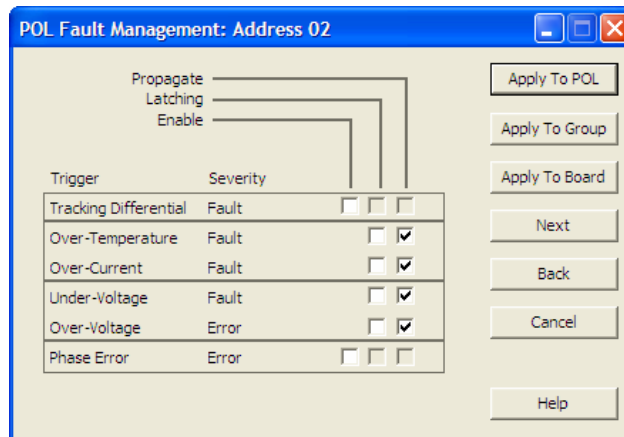 POL Fault Management: Address 02
Propagate
Latching
Enable
Trigger Severity
Tracking Differential Fault
Over-Temperature Fault
Over-Current Fault
Under-Voltage Fault
Over-Voltage Error
Phase Error Error
Apply To POL
Apply To Group
Apply To Board
Next
Back
Cancel
Help